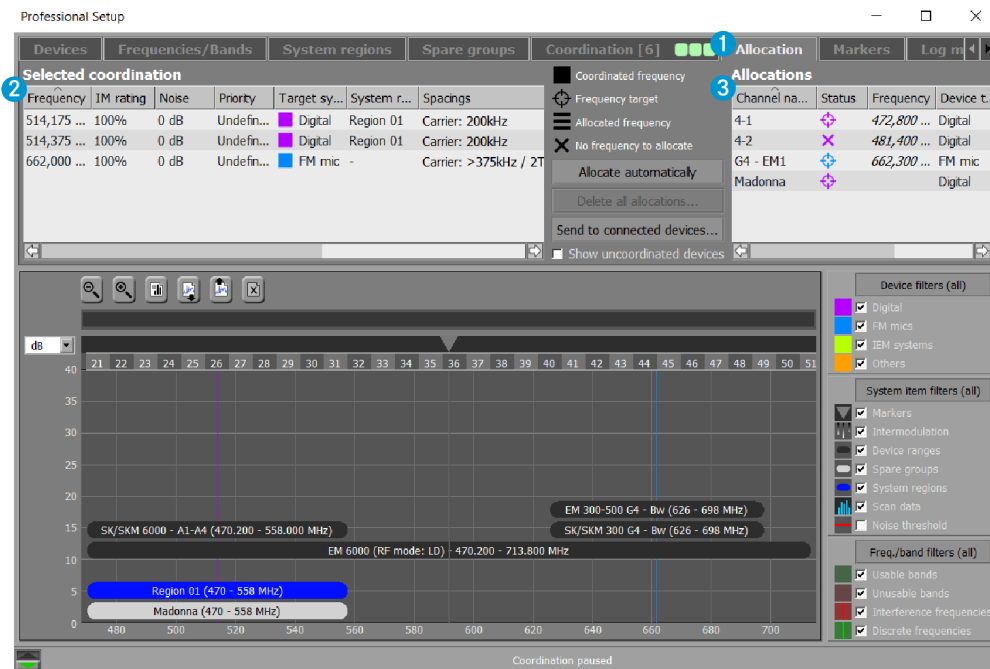 Professional Setup
Devices Frequencies/Bands System regions Spare groups Coordination [6] 1 Allocation Markers Log m
Selected coordination
2
Frequency IM rating Noise Priority Target sy... System r... Spacings
514,175 ... 100% 0 dB Undefin... Digital Region 01 Carrier: 200kHz
514,375 ... 100% 0 dB Undefin... Digital Region 01 Carrier: 200kHz
662,000 ... 100% 0 dB Undefin... FM mic - Carrier: >375kHz / 2T
Coordinated frequency
Frequency target
Allocated frequency
No frequency to allocate
Allocate automatically
Delete all allocations...
Send to connected devices...
Show uncoordinated devices
Allocations
3
Channel na... Status Frequency Device t...
4-1 472,800 ... Digital
4-2 481,400 ... Digital
G4 - EM1 662,300 ... FM mic
Madonna Digital
dB
21 22 23 24 25 26 27 28 29 30 31 32 33 34 35 36 37 38 39 40 41 42 43 44 45 46 47 48 49 50 51
40
35
30
25
20
15
10
5
0
EM 300-500 G4 - Bw (626 - 698 MHz)
SK/SKM 6000 - A1-A4 (470.200 - 558.000 MHz) SK/SKM 300 G4 - Bw (626 - 698 MHz)
EM 6000 (RF mode: LD) - 470.200 - 713.800 MHz
Region 01 (470 - 558 MHz)
Madonna (470 - 558 MHz)
480 500 520 540 560 580 600 620 640 660 680 700
Device filters (all)
Digital
FM mics
IEM systems
Others
System item filters (all)
Markers
Intermodulation
Device ranges
Spare groups
System regions
Scan data
Noise threshold
Freq./band filters (all)
Usable bands
Unusable bands
Interference frequencies
Discrete frequencies
Coordination paused